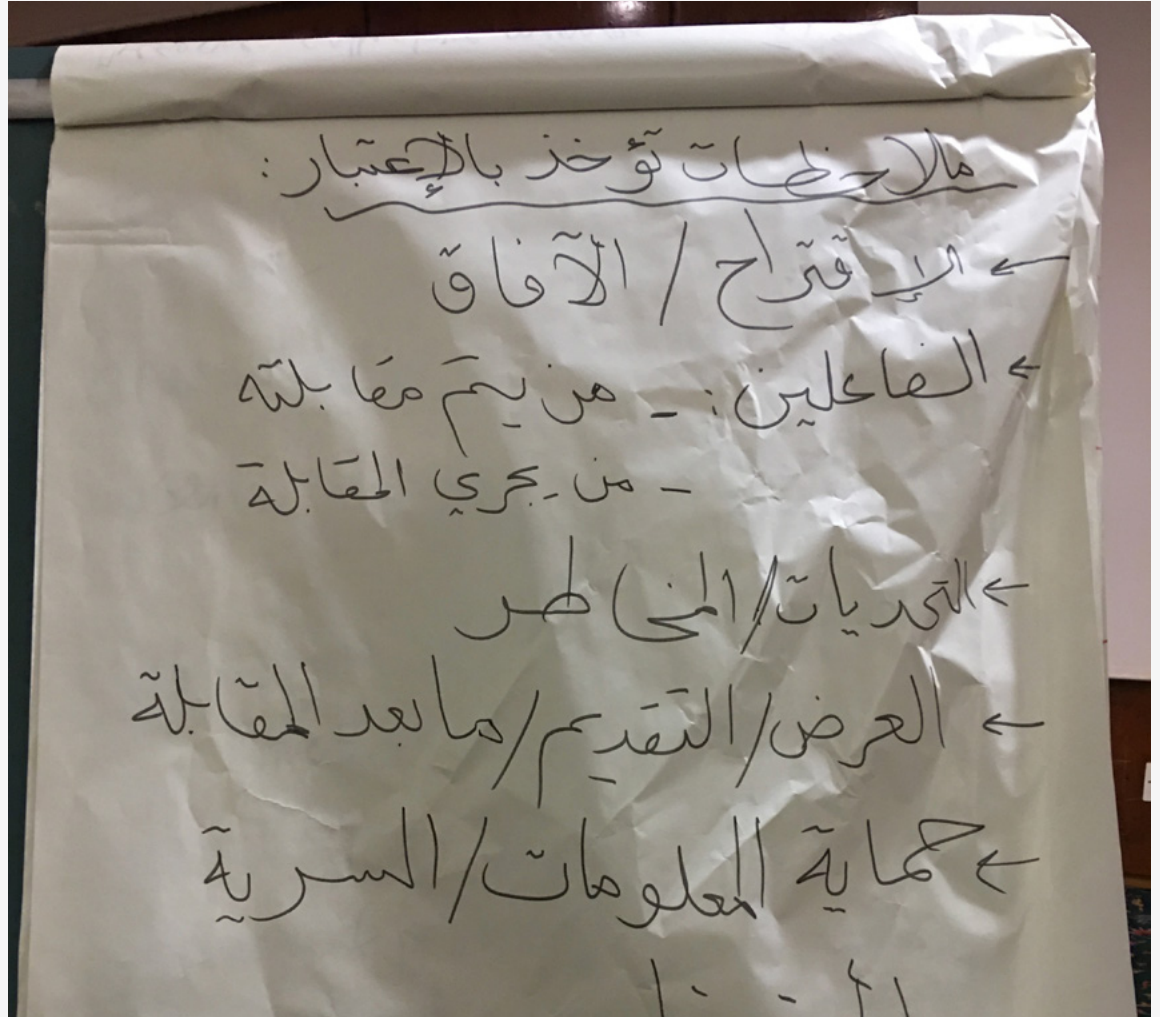 ملاحظات تؤخذ بالإعتبار:
← الإقتراح / الآفاق
← الفاعلين: - من يتم مقابلته
- من يجري المقابلة
← التحديات/المخاطر
← العرض/التقديم/ما بعد المقابلة
← حماية المعلومات/السرية